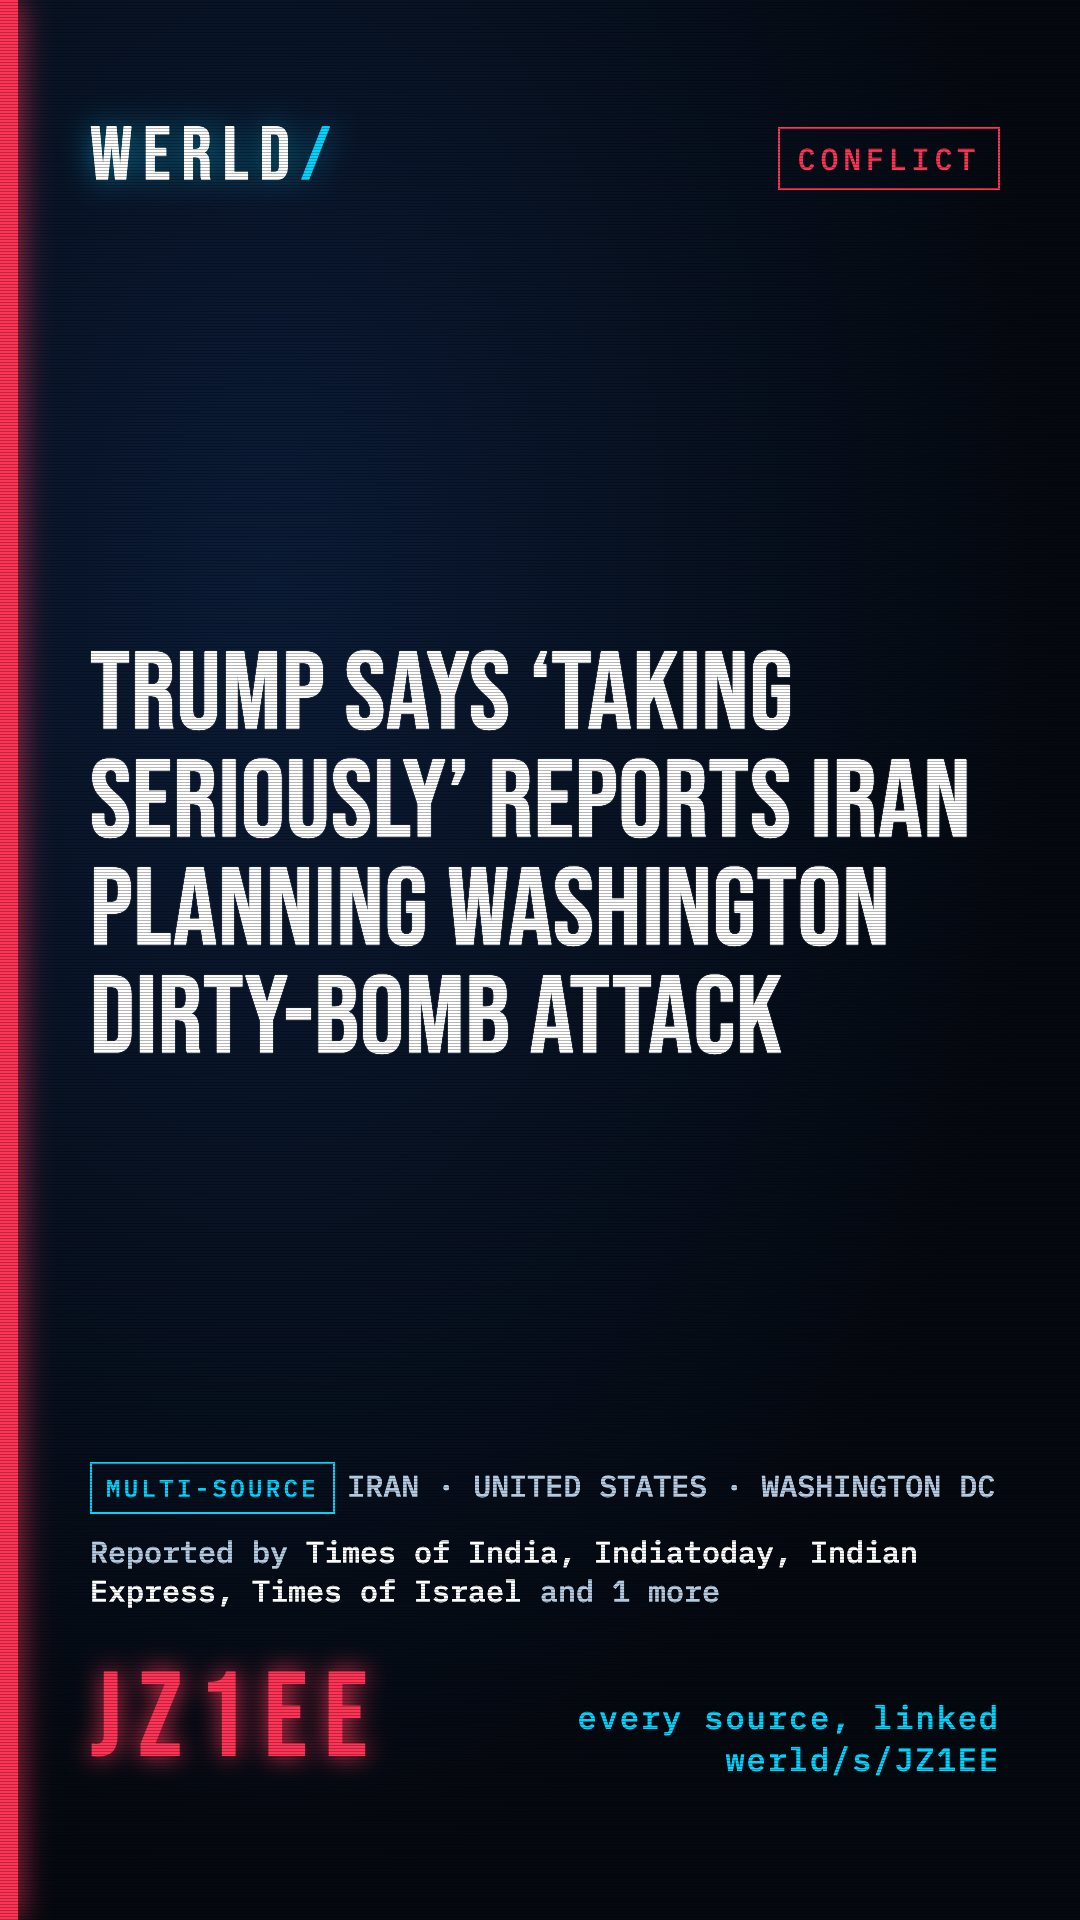 WERLD/
CONFLICT
TRUMP SAYS ‘TAKING
SERIOUSLY’ REPORTS IRAN
PLANNING WASHINGTON
DIRTY-BOMB ATTACK
MULTI-SOURCE IRAN · UNITED STATES · WASHINGTON DC
Reported by Times of India, Indiatoday, Indian
Express, Times of Israel and 1 more
JZ1EE
every source, linked
werld/s/JZ1EE